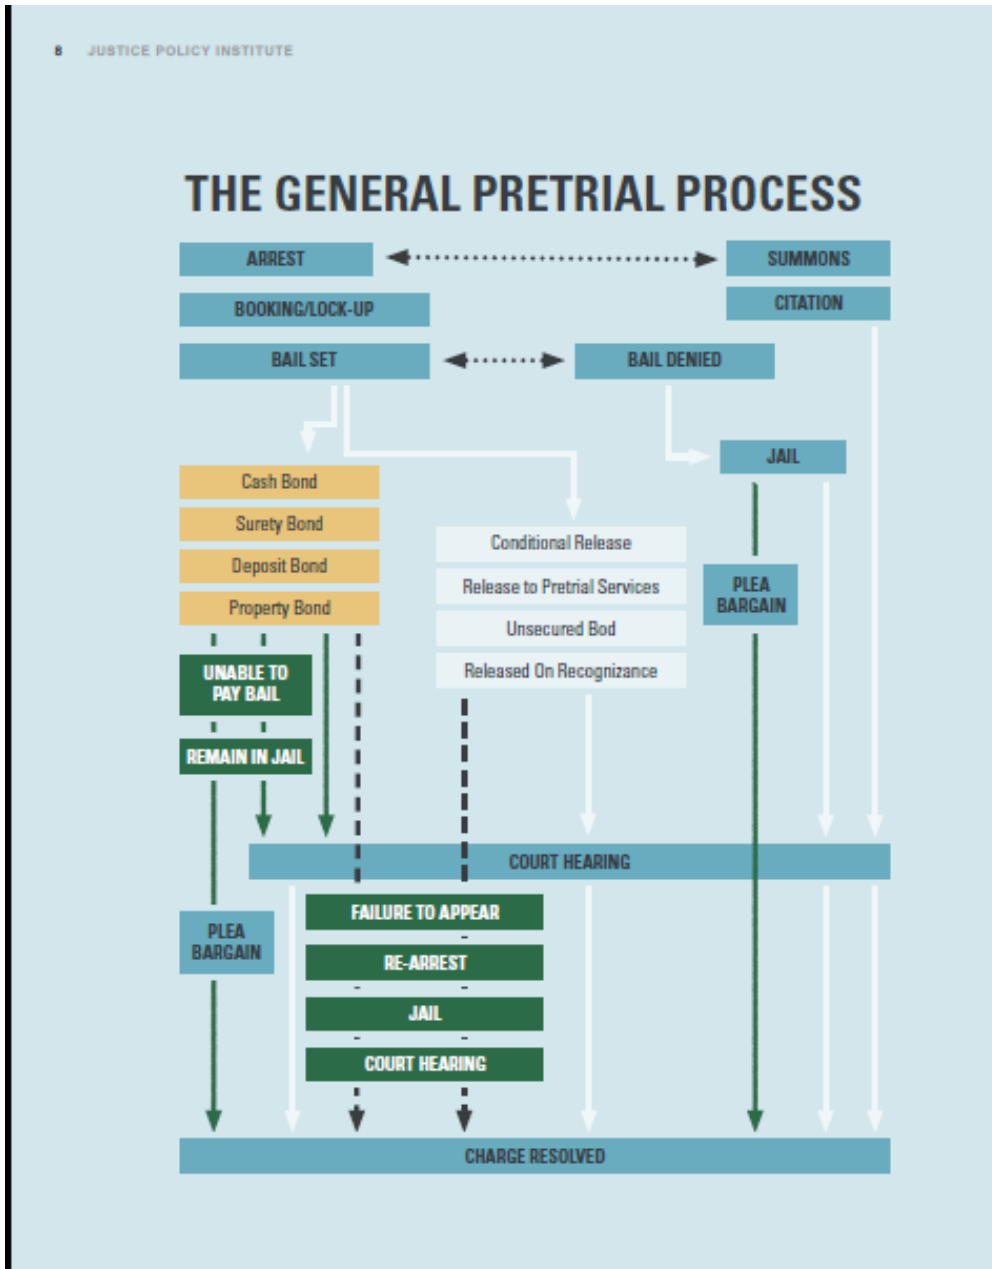 8 JUSTICE POLICY INSTITUTE
THE GENERAL PRETRIAL PROCESS
ARREST
SUMMONS
BOOKING/LOCK-UP
CITATION
BAIL SET
BAIL DENIED
JAIL
Cash Bond
Surety Bond
Deposit Bond
Property Bond
Conditional Release
Release to Pretrial Services
Unsecured Bod
Released On Recognizance
PLEA
BARGAIN
UNABLE TO
PAY BAIL
REMAIN IN JAIL
COURT HEARING
PLEA
BARGAIN
FAILURE TO APPEAR
RE-ARREST
JAIL
COURT HEARING
CHARGE RESOLVED